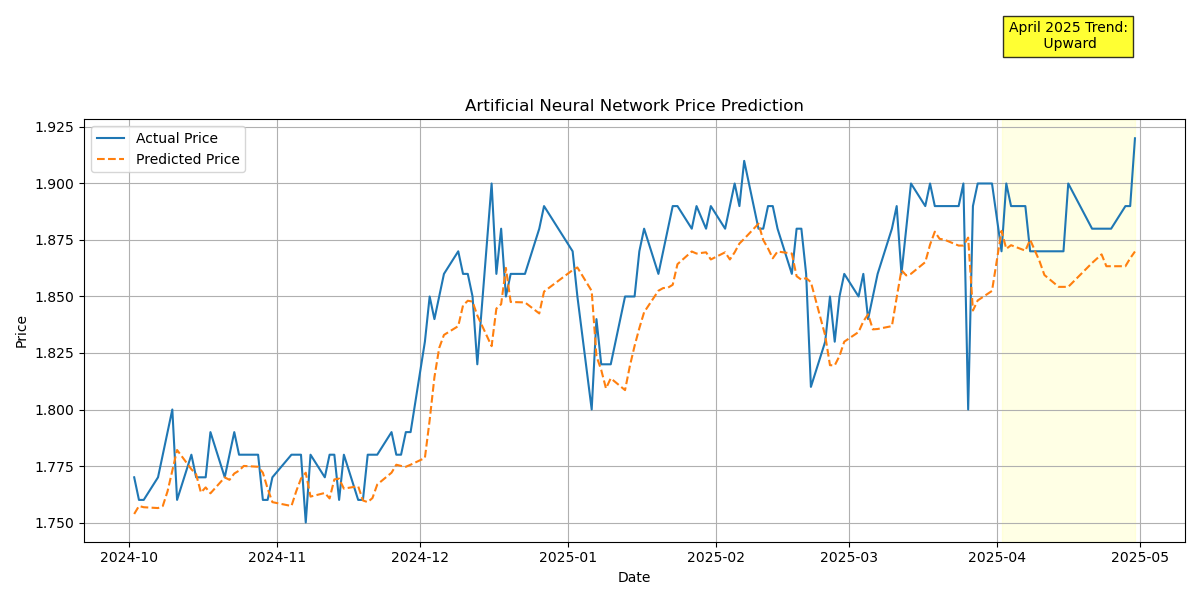 April 2025 Trend:
Upward
Artificial Neural Network Price Prediction
Actual Price
Predicted Price
Price
1.925
1.900
1.875
1.850
1.825
1.800
1.775
1.750
2024-10 2024-11 2024-12 2025-01 2025-02 2025-03 2025-04 2025-05
Date